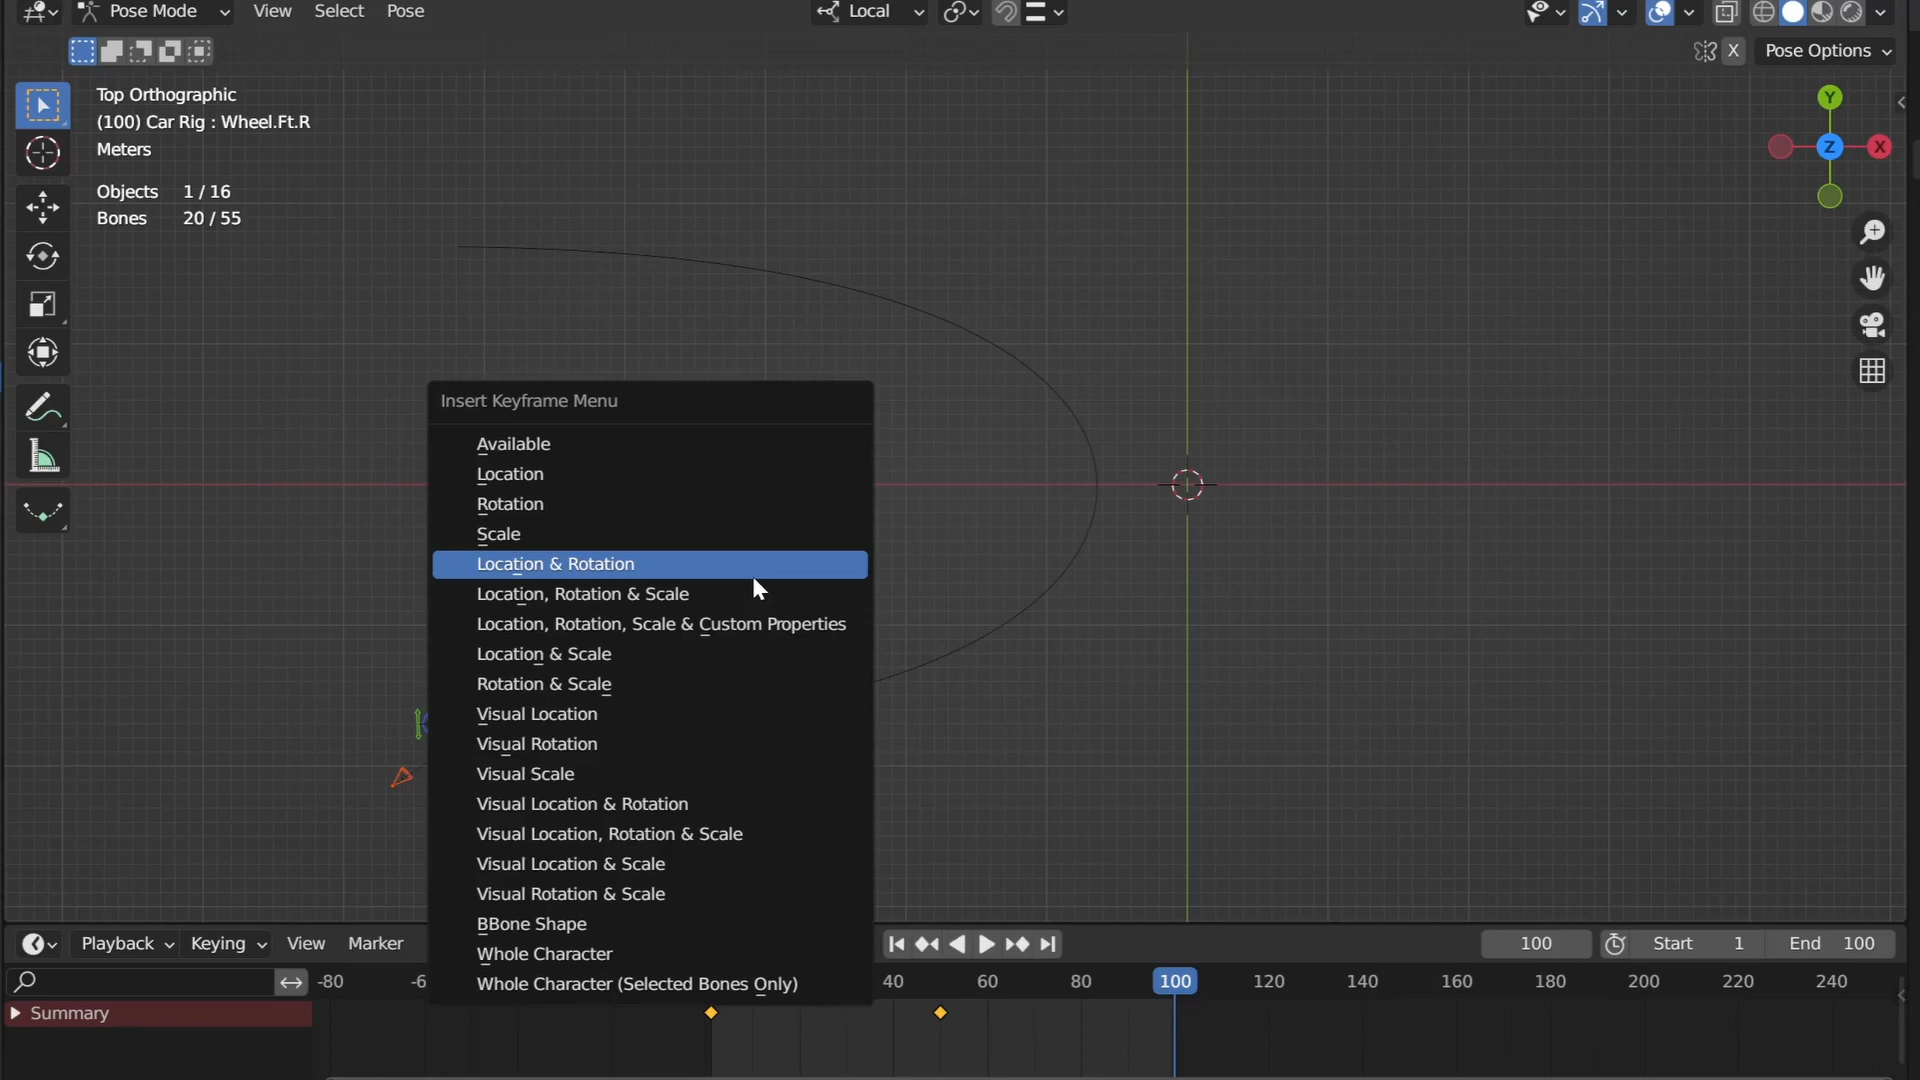 Pose Mode View Select Pose Local
X Pose Options
Top Orthographic
(100) Car Rig : Wheel.Ft.R
Meters
Objects 1 / 16
Bones 20 / 55
Y
Z X
Insert Keyframe Menu
Available
Location
Rotation
Scale
Location & Rotation
Location, Rotation & Scale
Location, Rotation, Scale & Custom Properties
Location & Scale
Rotation & Scale
Visual Location
Visual Rotation
Visual Scale
Visual Location & Rotation
Visual Location, Rotation & Scale
Visual Location & Scale
Visual Rotation & Scale
BBone Shape
Whole Character
Whole Character (Selected Bones Only)
Playback Keying View Marker 100 Start 1 End 100
-80 -6 40 60 80 100 120 140 160 180 200 220 240
Summary